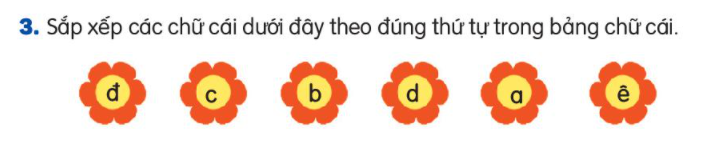 3. Sắp xếp các chữ cái dưới đây theo đúng thứ tự trong bảng chữ cái.
đ c b d a ê